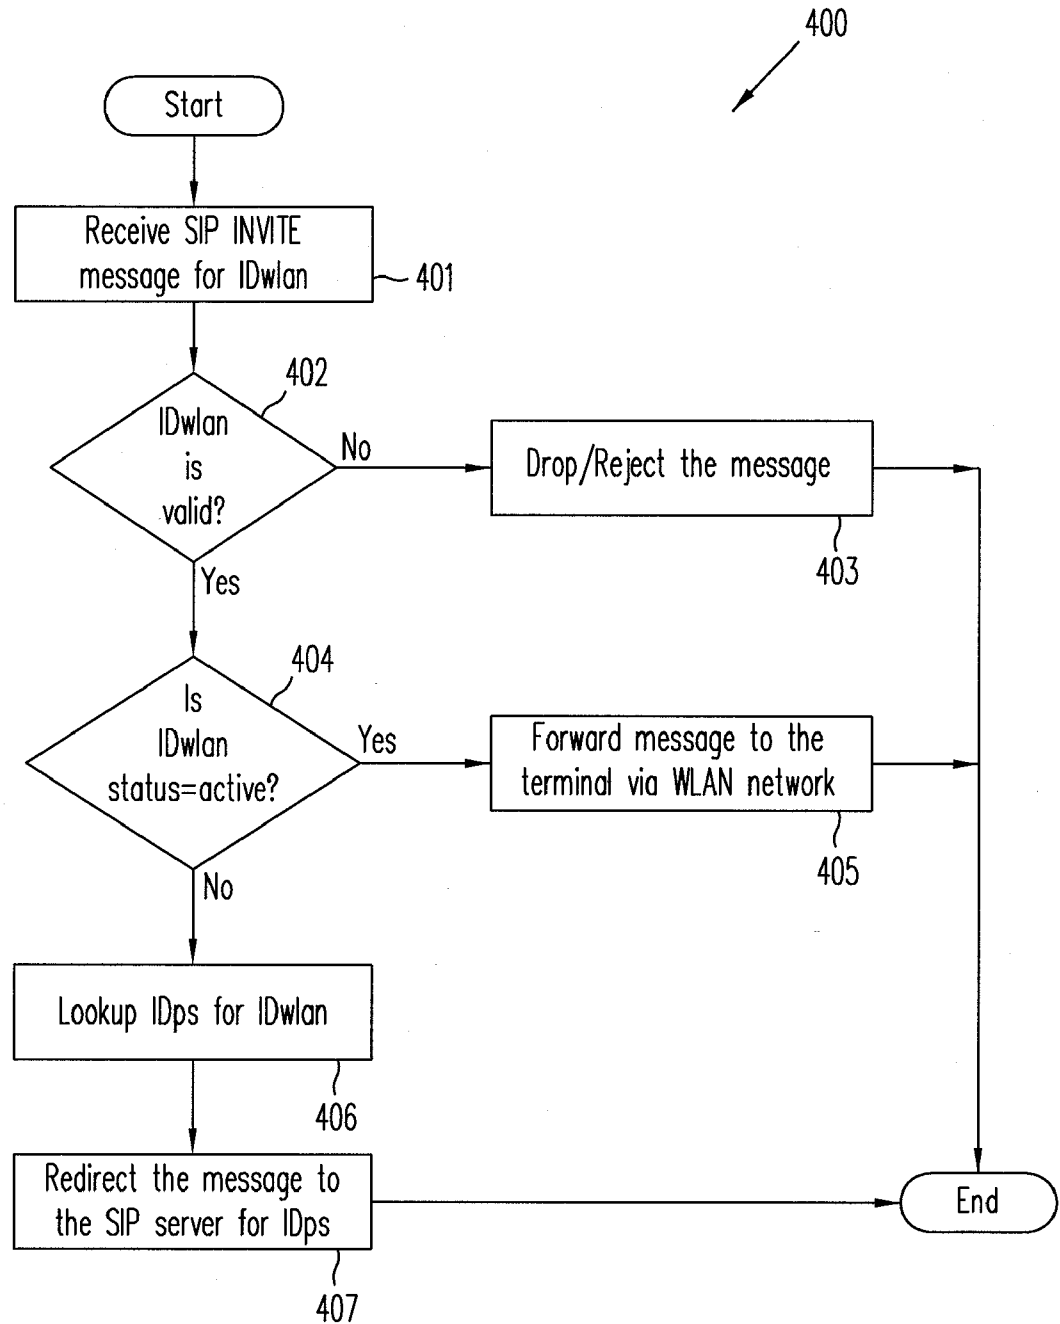 400
Start
Receive SIP INVITE
message for IDwlan
401
402
IDwlan
is
valid?
No
Drop/Reject the message
403
Yes
404
Is
IDwlan
status=active?
Yes
Forward message to the
terminal via WLAN network
405
No
Lookup IDps for IDwlan
406
Redirect the message to
the SIP server for IDps
407
End